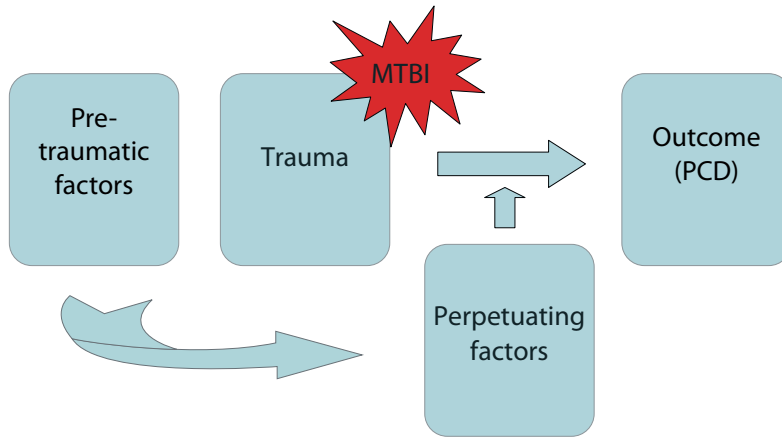 MTBI
Pre-
traumatic
factors
Trauma
Outcome
(PCD)
Perpetuating
factors